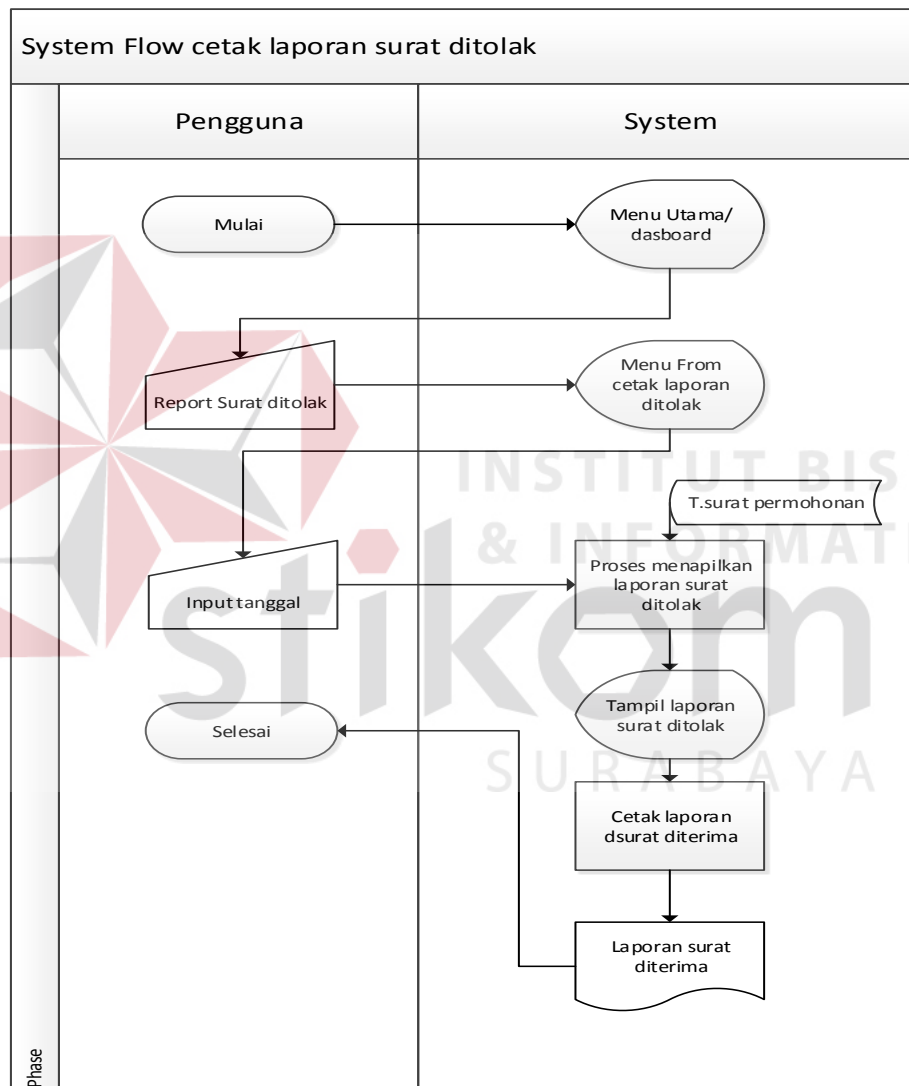 System Flow cetak laporan surat ditolak
Pengguna
System
Mulai
Menu Utama/
dasboard
Report Surat ditolak
Menu From
cetak laporan
ditolak
T.surat permohonan
Input tanggal
Proses menapilkan
laporan surat
ditolak
Selesai
Tampil laporan
surat ditolak
Cetak laporan
dsurat diterima
Laporan surat
diterima
Phase
INSTITUT BIS
& INFORMATI
stikom
SURABAYA